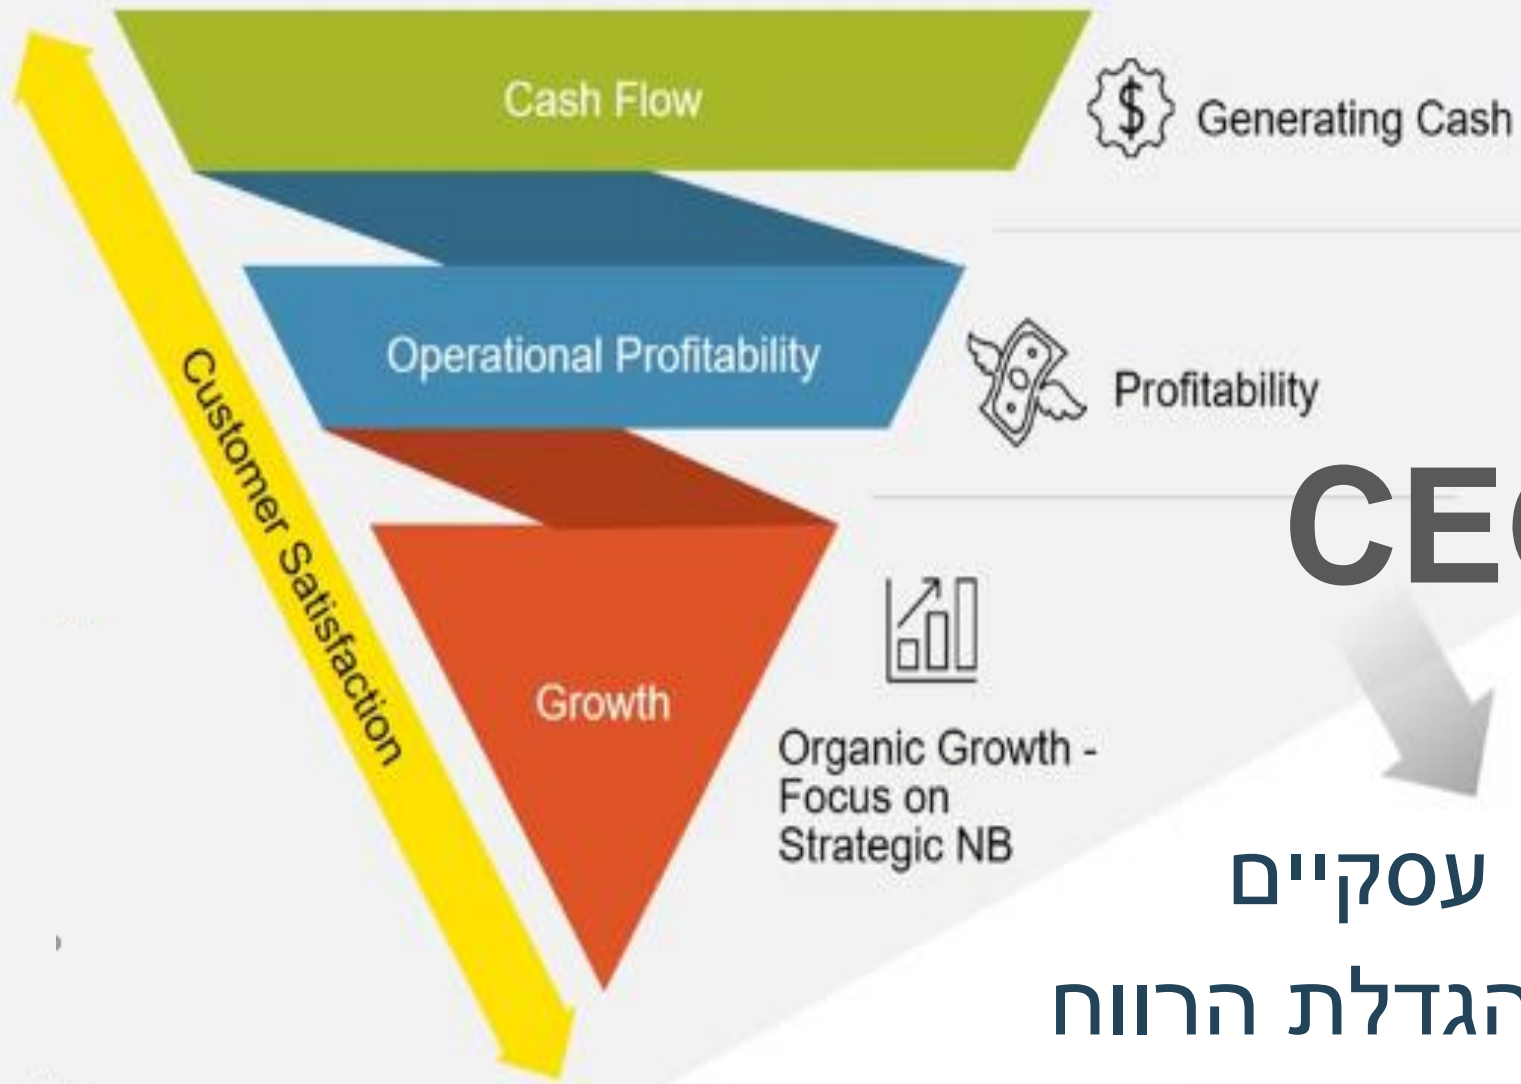 Cash Flow
Generating Cash
Operational Profitability
Profitability
Customer Satisfaction
Growth
Organic Growth -
Focus on
Strategic NB
עסקיים
הגדלת הרווח